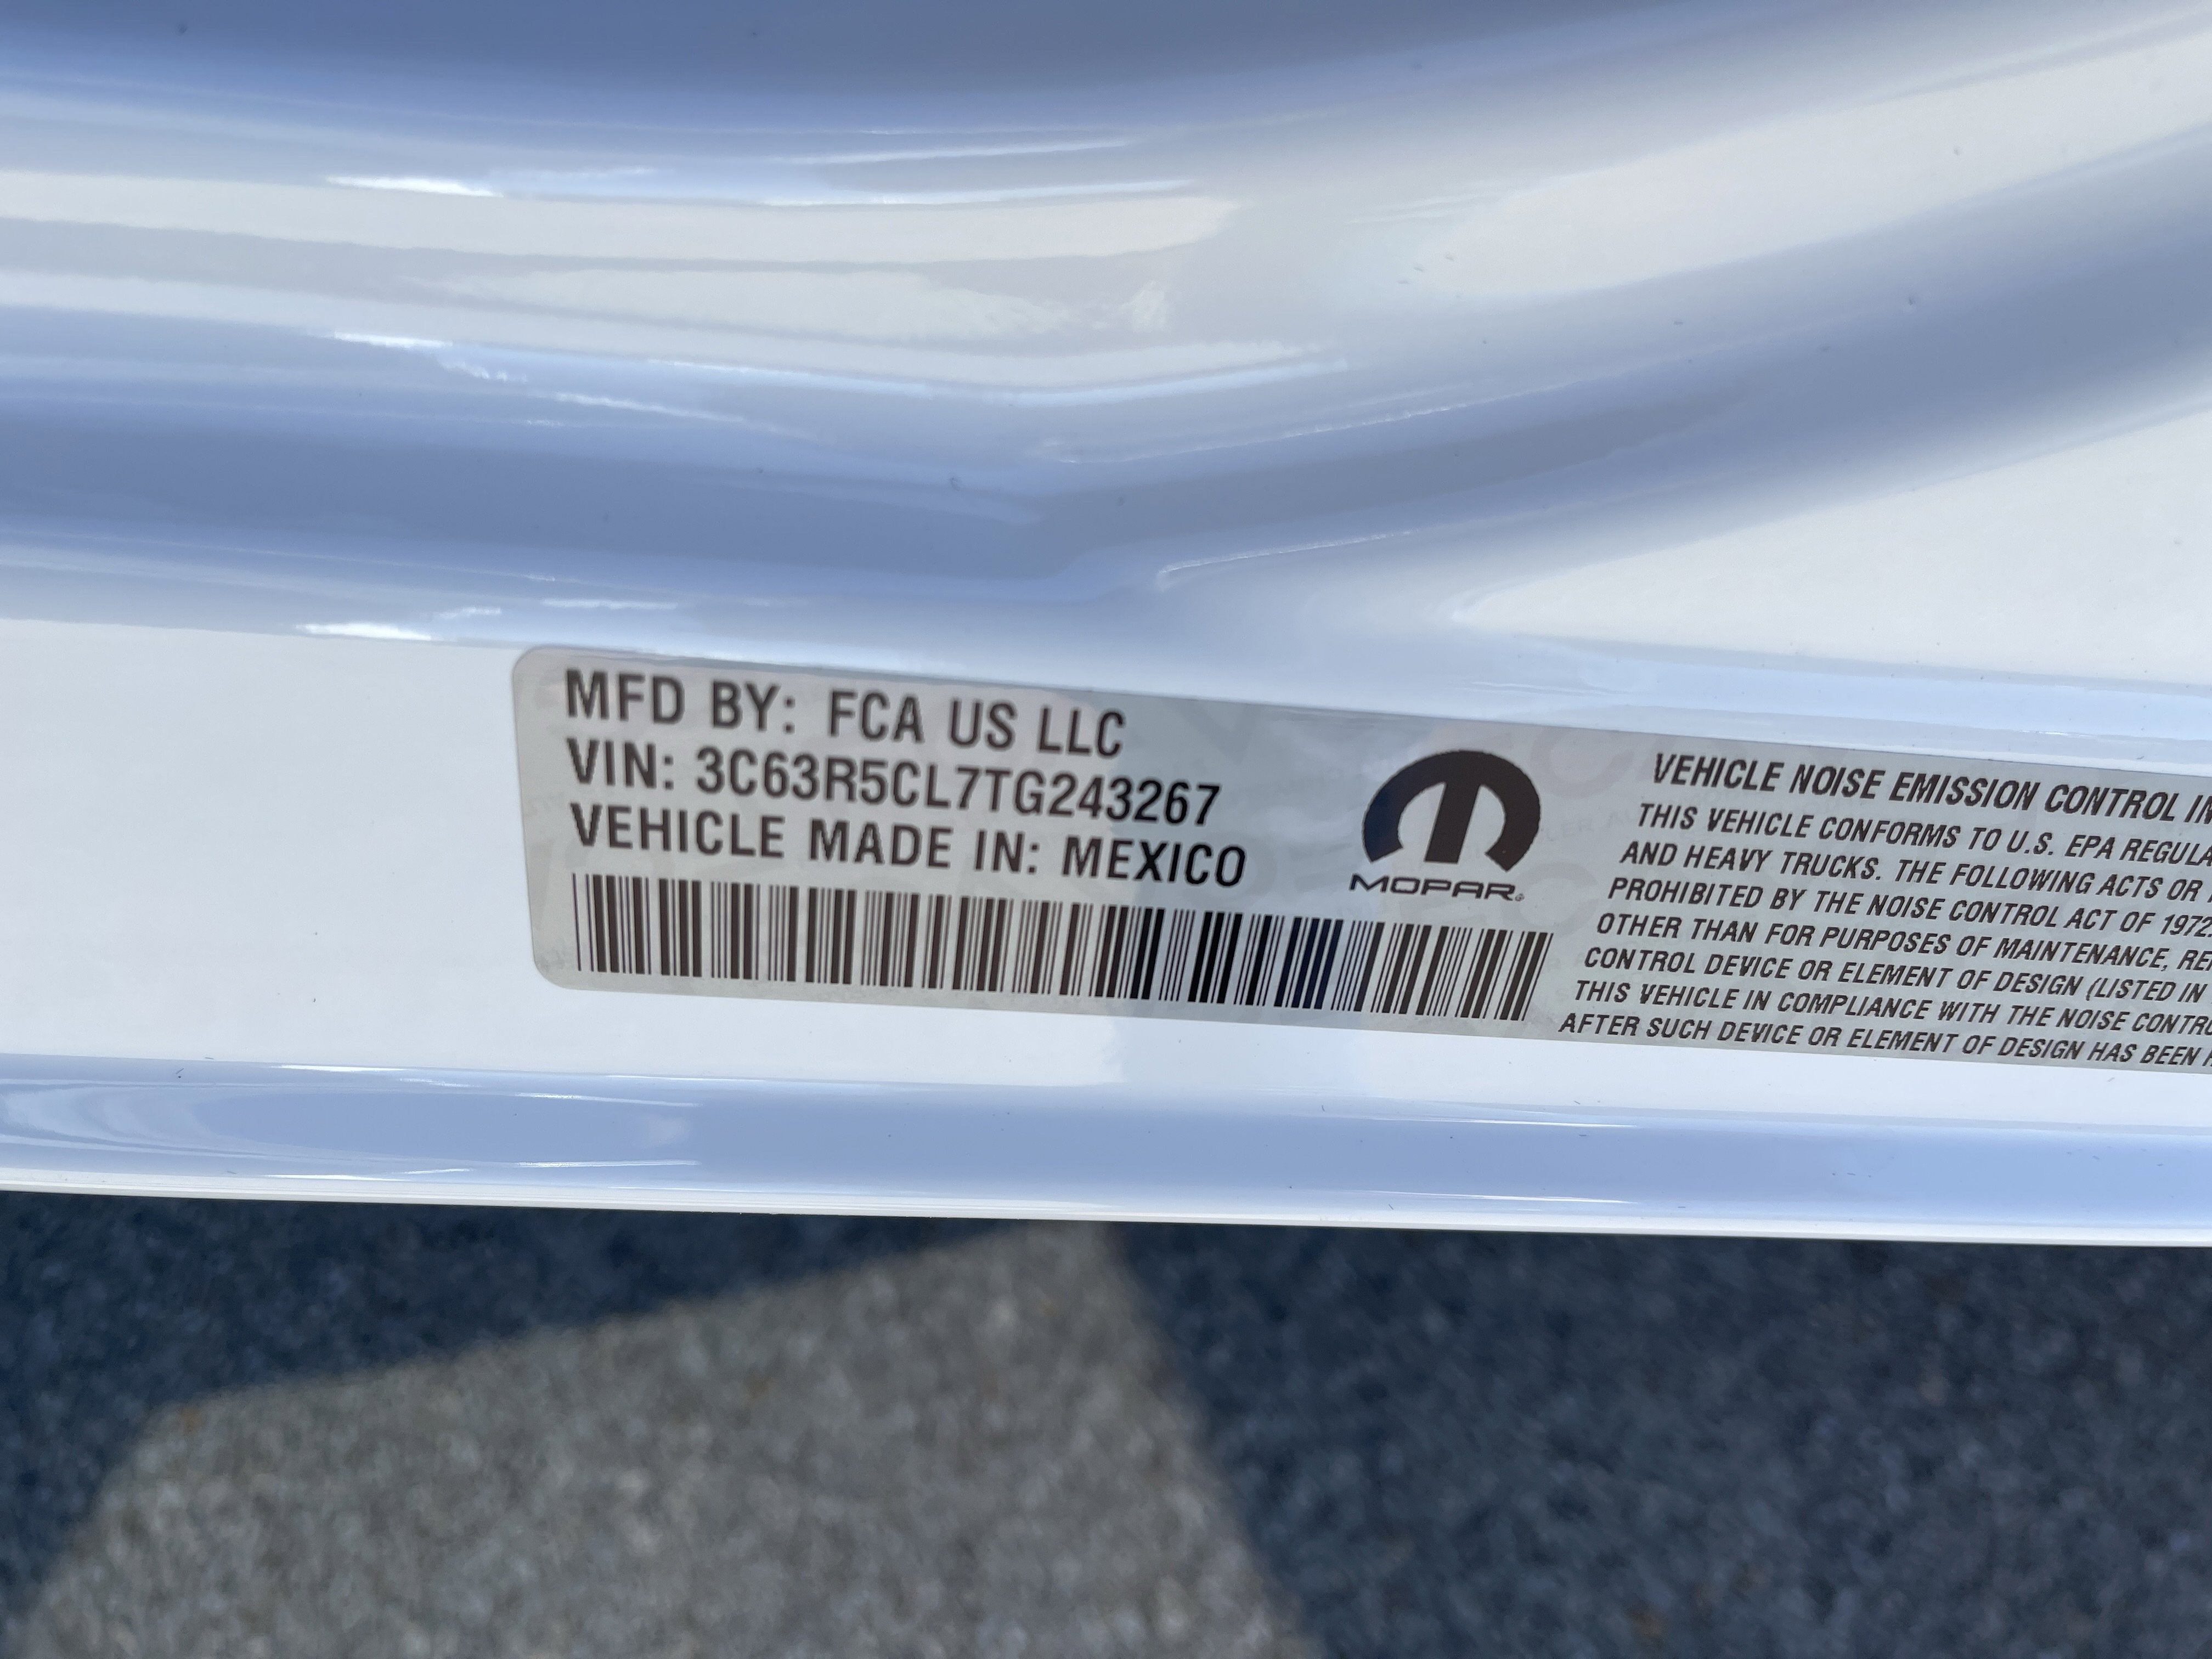 MFD BY: FCA US LLC
VIN: 3C63R5CL7TG243267
VEHICLE MADE IN: MEXICO
MOPAR®
VEHICLE NOISE EMISSION CONTROL
THIS VEHICLE CONFORMS TO U.S. EPA
AND HEAVY TRUCKS. THE FOLLOWING ACTS OR
PROHIBITED BY THE NOISE CONTROL ACT OF 1972
OTHER THAN FOR PURPOSES OF MAINTENANCE,
CONTROL DEVICE OR ELEMENT OF DESIGN (LISTED IN
THIS VEHICLE IN COMPLIANCE WITH THE NOISE
AFTER SUCH DEVICE OR ELEMENT OF DESIGN HAS BEEN